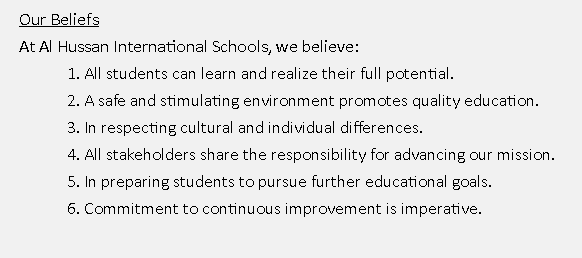 Our Beliefs
At Al Hussan International Schools, we believe:
1. All students can learn and realize their full potential.
2. A safe and stimulating environment promotes quality education.
3. In respecting cultural and individual differences.
4. All stakeholders share the responsibility for advancing our mission.
5. In preparing students to pursue further educational goals.
6. Commitment to continuous improvement is imperative.